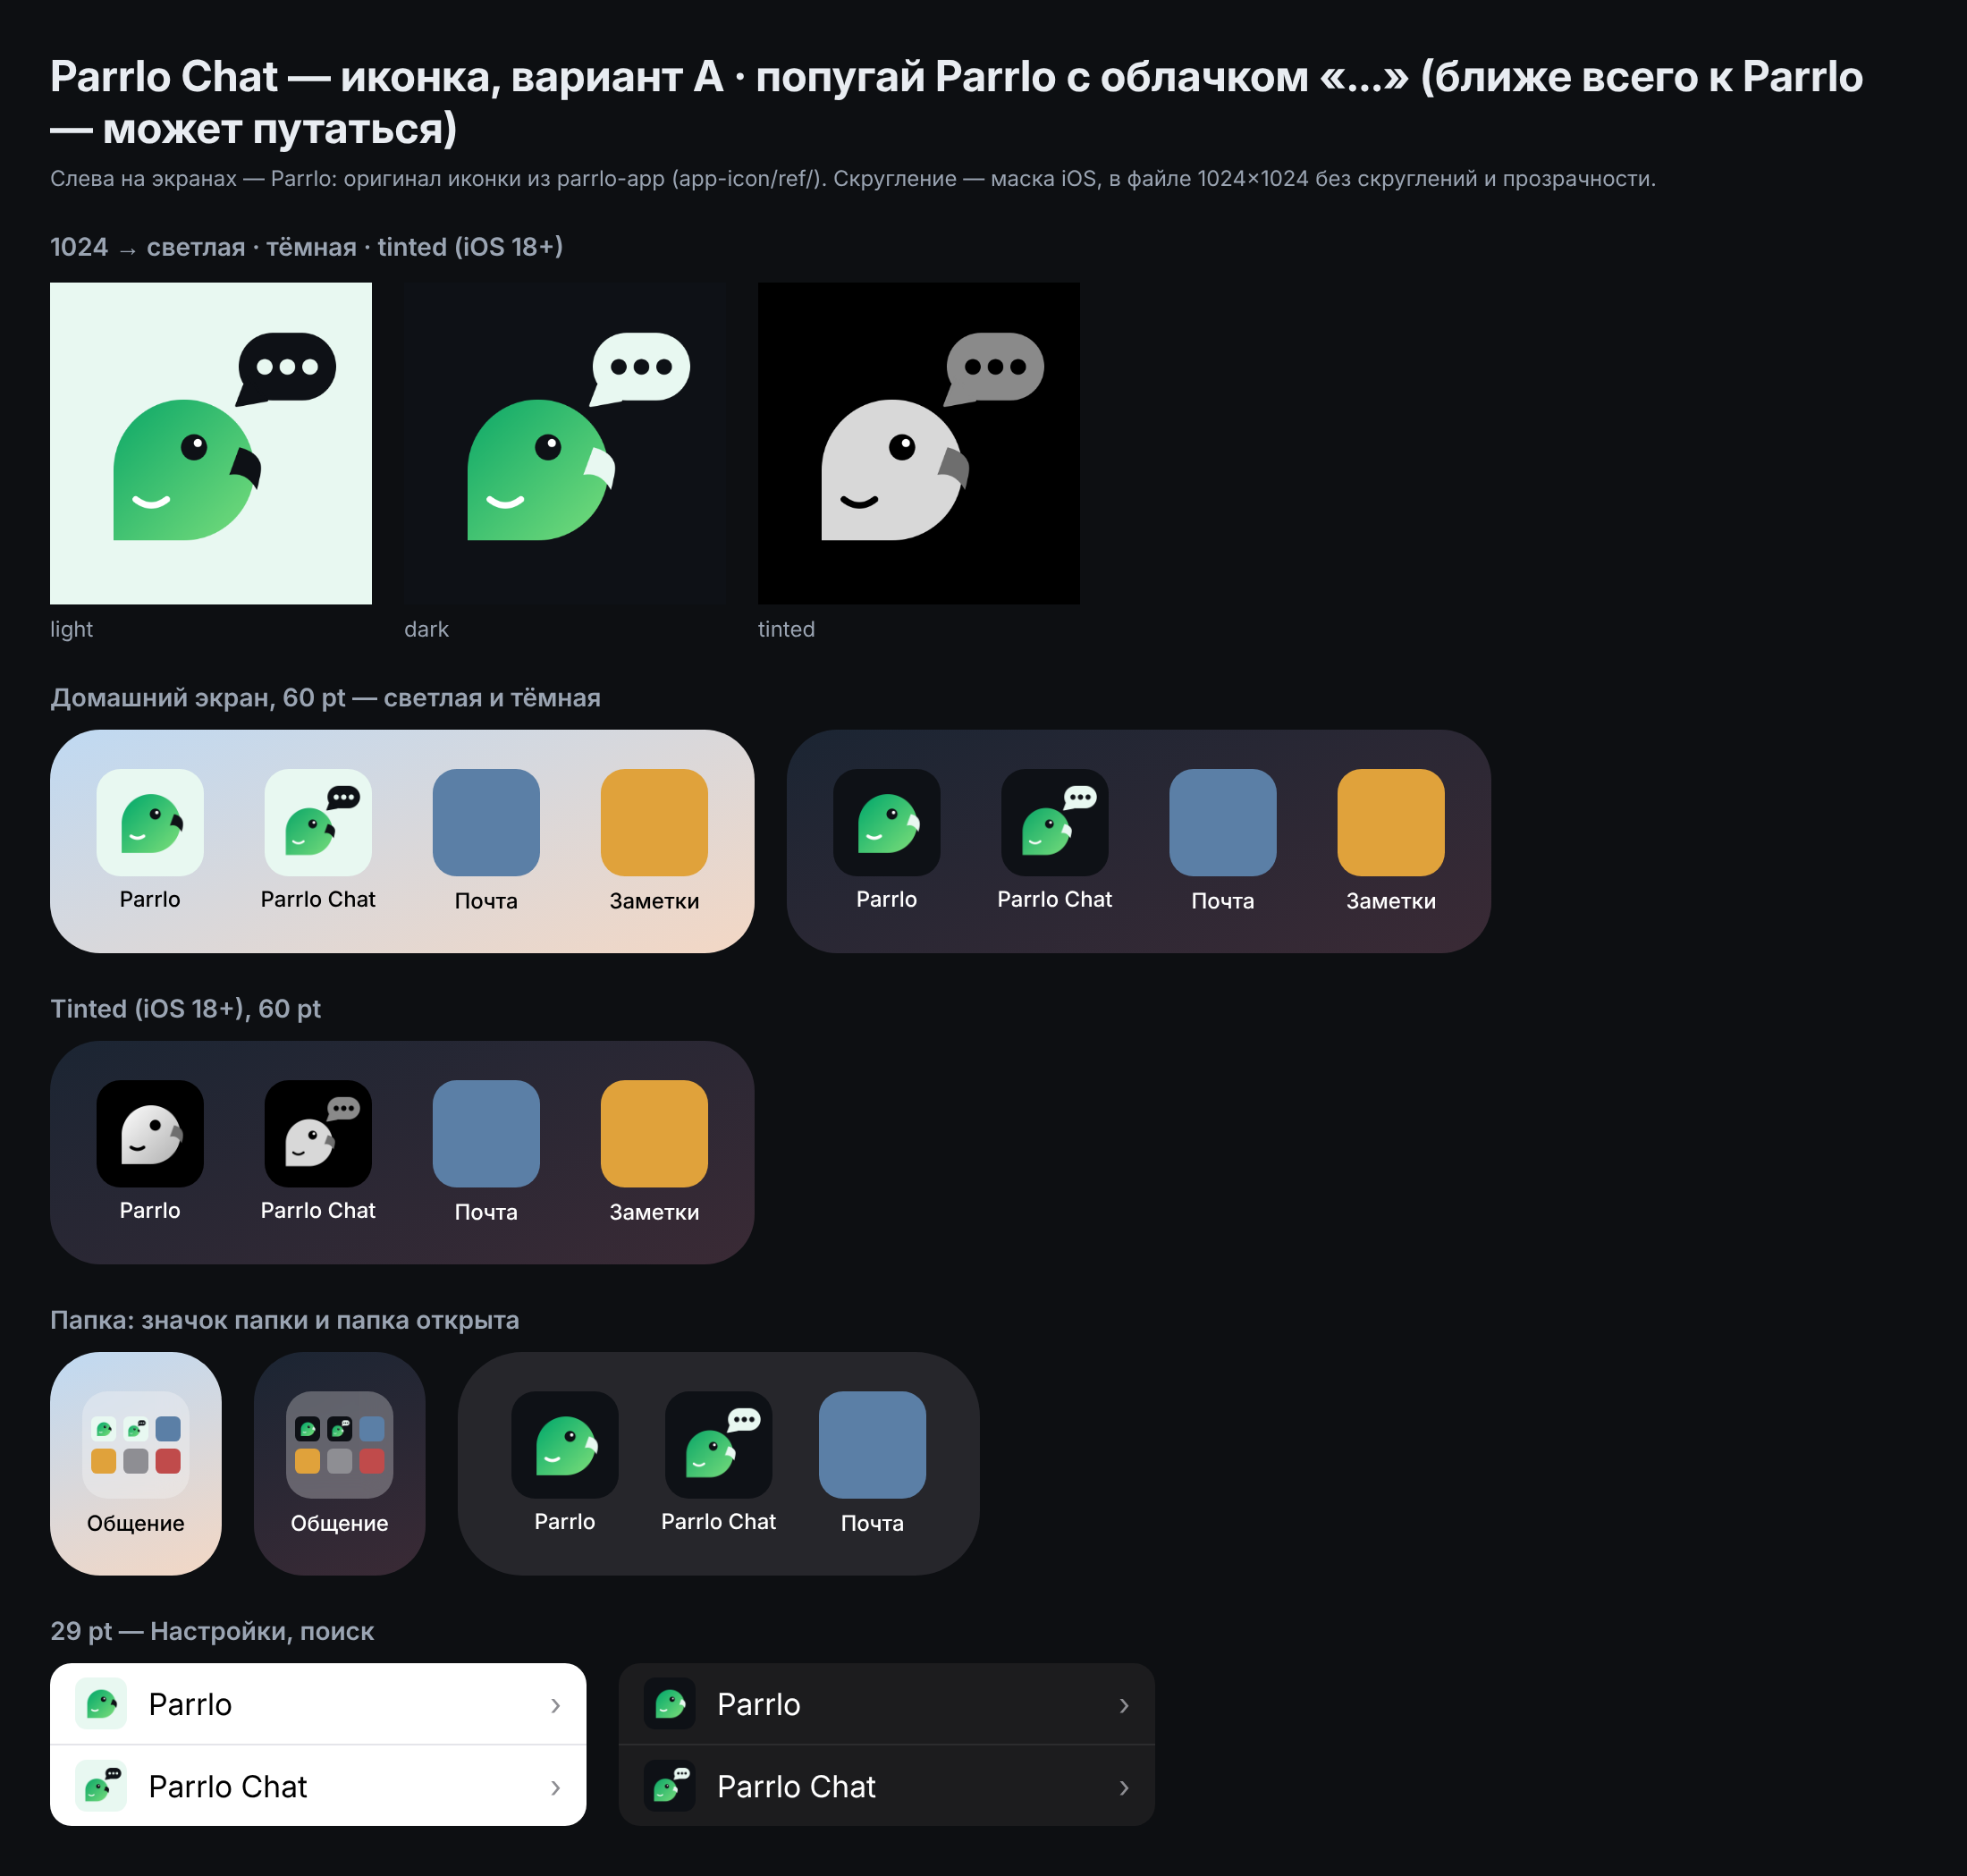 Parrlo Chat — иконка, вариант A · попугай Parrlo с облачком «...» (ближе всего к Parrlo
— может путаться)
Слева на экранах — Parrlo: оригинал иконки из parrlo-app (app-icon/ref/). Скругление — маска iOS, в файле 1024×1024 без скруглений и прозрачности.
1024 → светлая · тёмная · tinted (iOS 18+)
light
dark
tinted
Домашний экран, 60 pt — светлая и тёмная
Parrlo
Parrlo Chat
Почта
Заметки
Parrlo
Parrlo Chat
Почта
Заметки
Tinted (iOS 18+), 60 pt
Parrlo
Parrlo Chat
Почта
Заметки
Папка: значок папки и папка открыта
Общение
Общение
Parrlo
Parrlo Chat
Почта
29 pt — Настройки, поиск
Parrlo ›
Parrlo Chat ›
Parrlo ›
Parrlo Chat ›